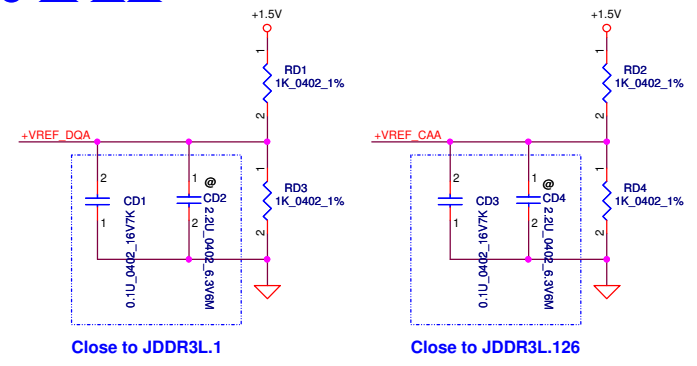 +1.5V
1
RD1
1K_0402_1%
2
+VREF_DQA
2
CD1
1
0.1U_0402_16V7K
1
@
CD2
2
2.2U_0402_6.3V6M
1
RD3
1K_0402_1%
2
Close to JDDR3L.1
+1.5V
1
RD2
1K_0402_1%
2
+VREF_CAA
2
CD3
1
0.1U_0402_16V7K
1
@
CD4
2
2.2U_0402_6.3V6M
1
RD4
1K_0402_1%
2
Close to JDDR3L.126